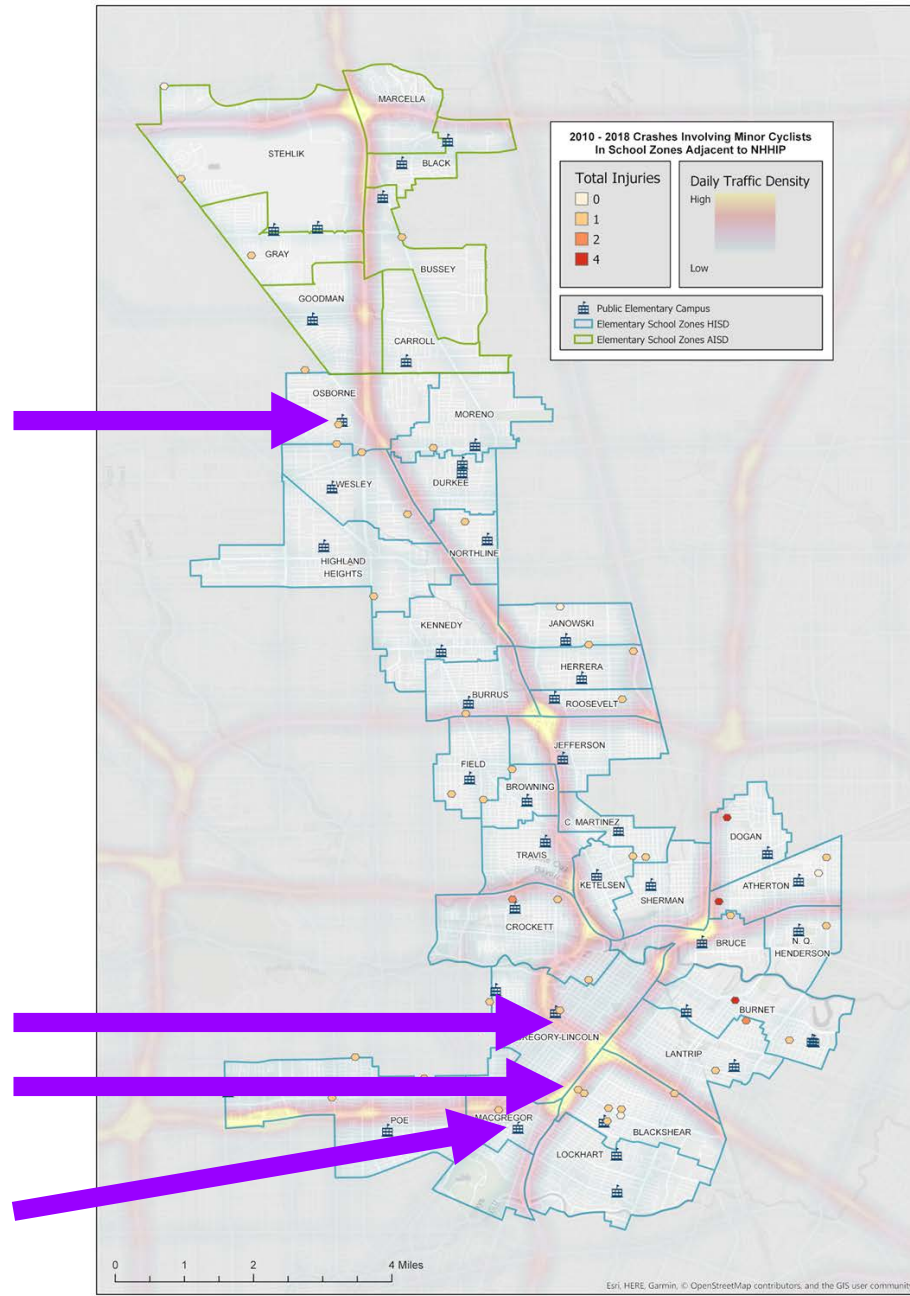 2010 - 2018 Crashes Involving Minor Cyclists
In School Zones Adjacent to NHHIP
Total Injuries
0
1
2
4
Daily Traffic Density
High
Low
Public Elementary Campus
Elementary School Zones HISD
Elementary School Zones AISD
MARCELLA
STEHLIK
BLACK
GRAY
BUSSEY
GOODMAN
CARROLL
OSBORNE
MORENO
WESLEY
DURKEE
NORTHLINE
HIGHLAND
HEIGHTS
KENNEDY
JANOWSKI
HERRERA
BURRUS
ROOSEVELT
JEFFERSON
FIELD
BROWNING
C. MARTINEZ
DOGAN
TRAVIS
KETELSEN
SHERMAN
ATHERTON
CROCKETT
BRUCE
N. Q.
HENDERSON
BURNET
GREGORY-LINCOLN
LANTRIP
MACGREGOR
POE
BLACKSHEAR
LOCKHART
0 1 2 4 Miles
Esri, HERE, Garmin, © OpenStreetMap contributors, and the GIS user community